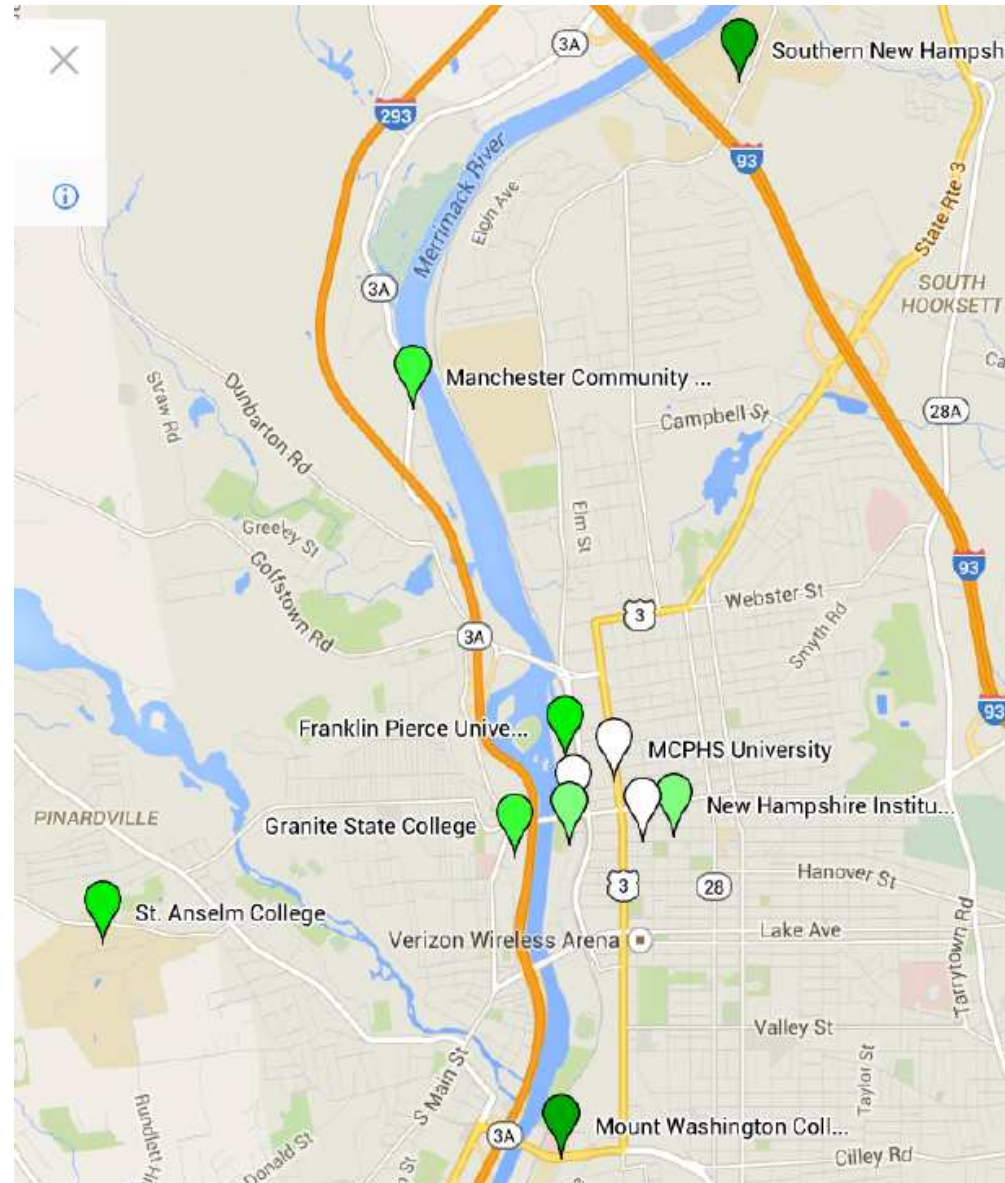 3A
Southern New Hampsh
293
93
Merrimack River
Elgin Ave
State Rte 3
3A
SOUTH
HOOKSETT
Ca
Manchester Community ...
Straw Rd
Dunbarton Rd
Campbell St
28A
Elm St
Greeley St
Goffstown Rd
93
Webster St
3
3A
Smyth Rd
93
Franklin Pierce Unive...
MCPHS University
PINARDVILLE
Granite State College
New Hampshire Institu...
Hanover St
3
28
St. Anselm College
Verizon Wireless Arena
Lake Ave
Tarrytown Rd
Valley St
S Main St
Taylor St
Rundlett H
Donald St
3A
Mount Washington Coll...
Cilley Rd
St
e